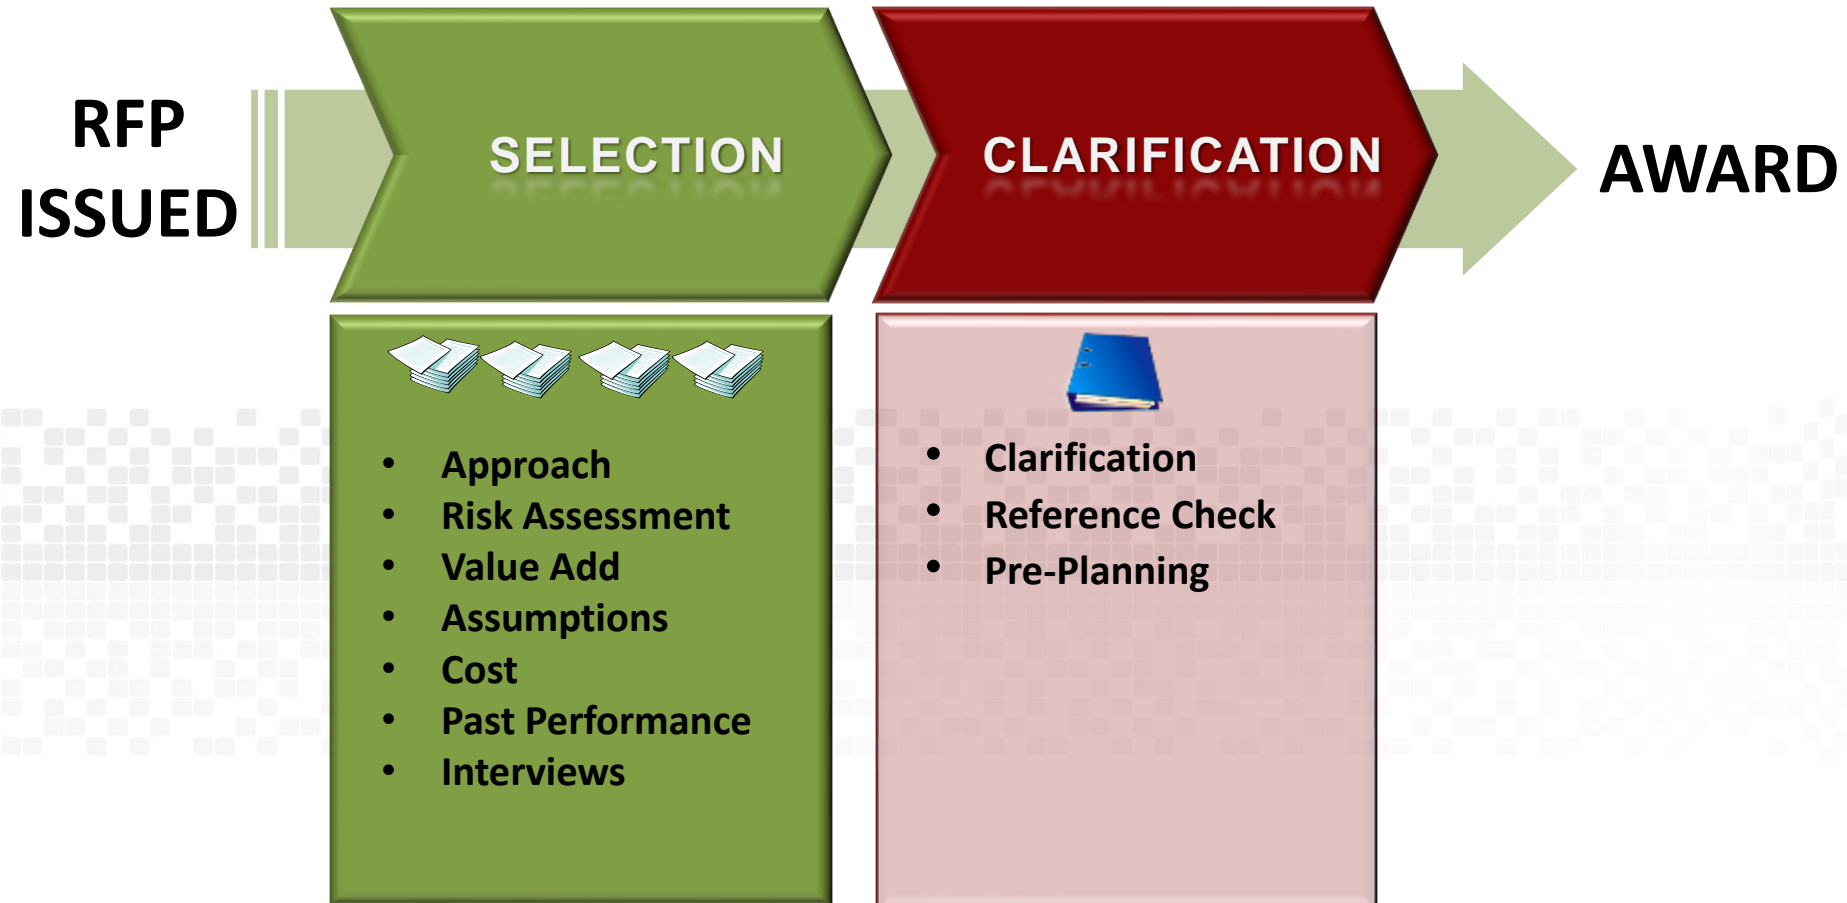 RFP
ISSUED
SELECTION
CLARIFICATION
AWARD
• Approach
• Risk Assessment
• Value Add
• Assumptions
• Cost
• Past Performance
• Interviews
• Clarification
• Reference Check
• Pre-Planning